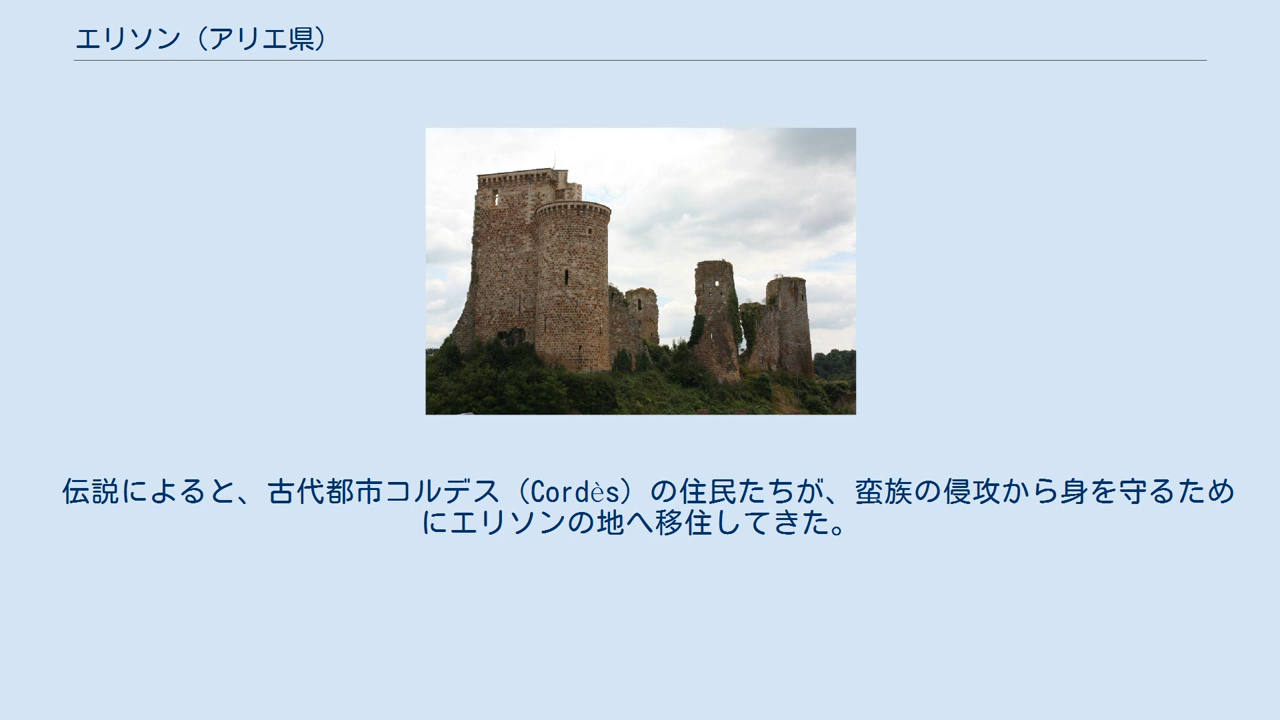 エリソン（アリエ県）
伝説によると、古代都市コルデス（Cordès）の住民たちが、蛮族の侵攻から身を守るため
にエリソンの地へ移住してきた。